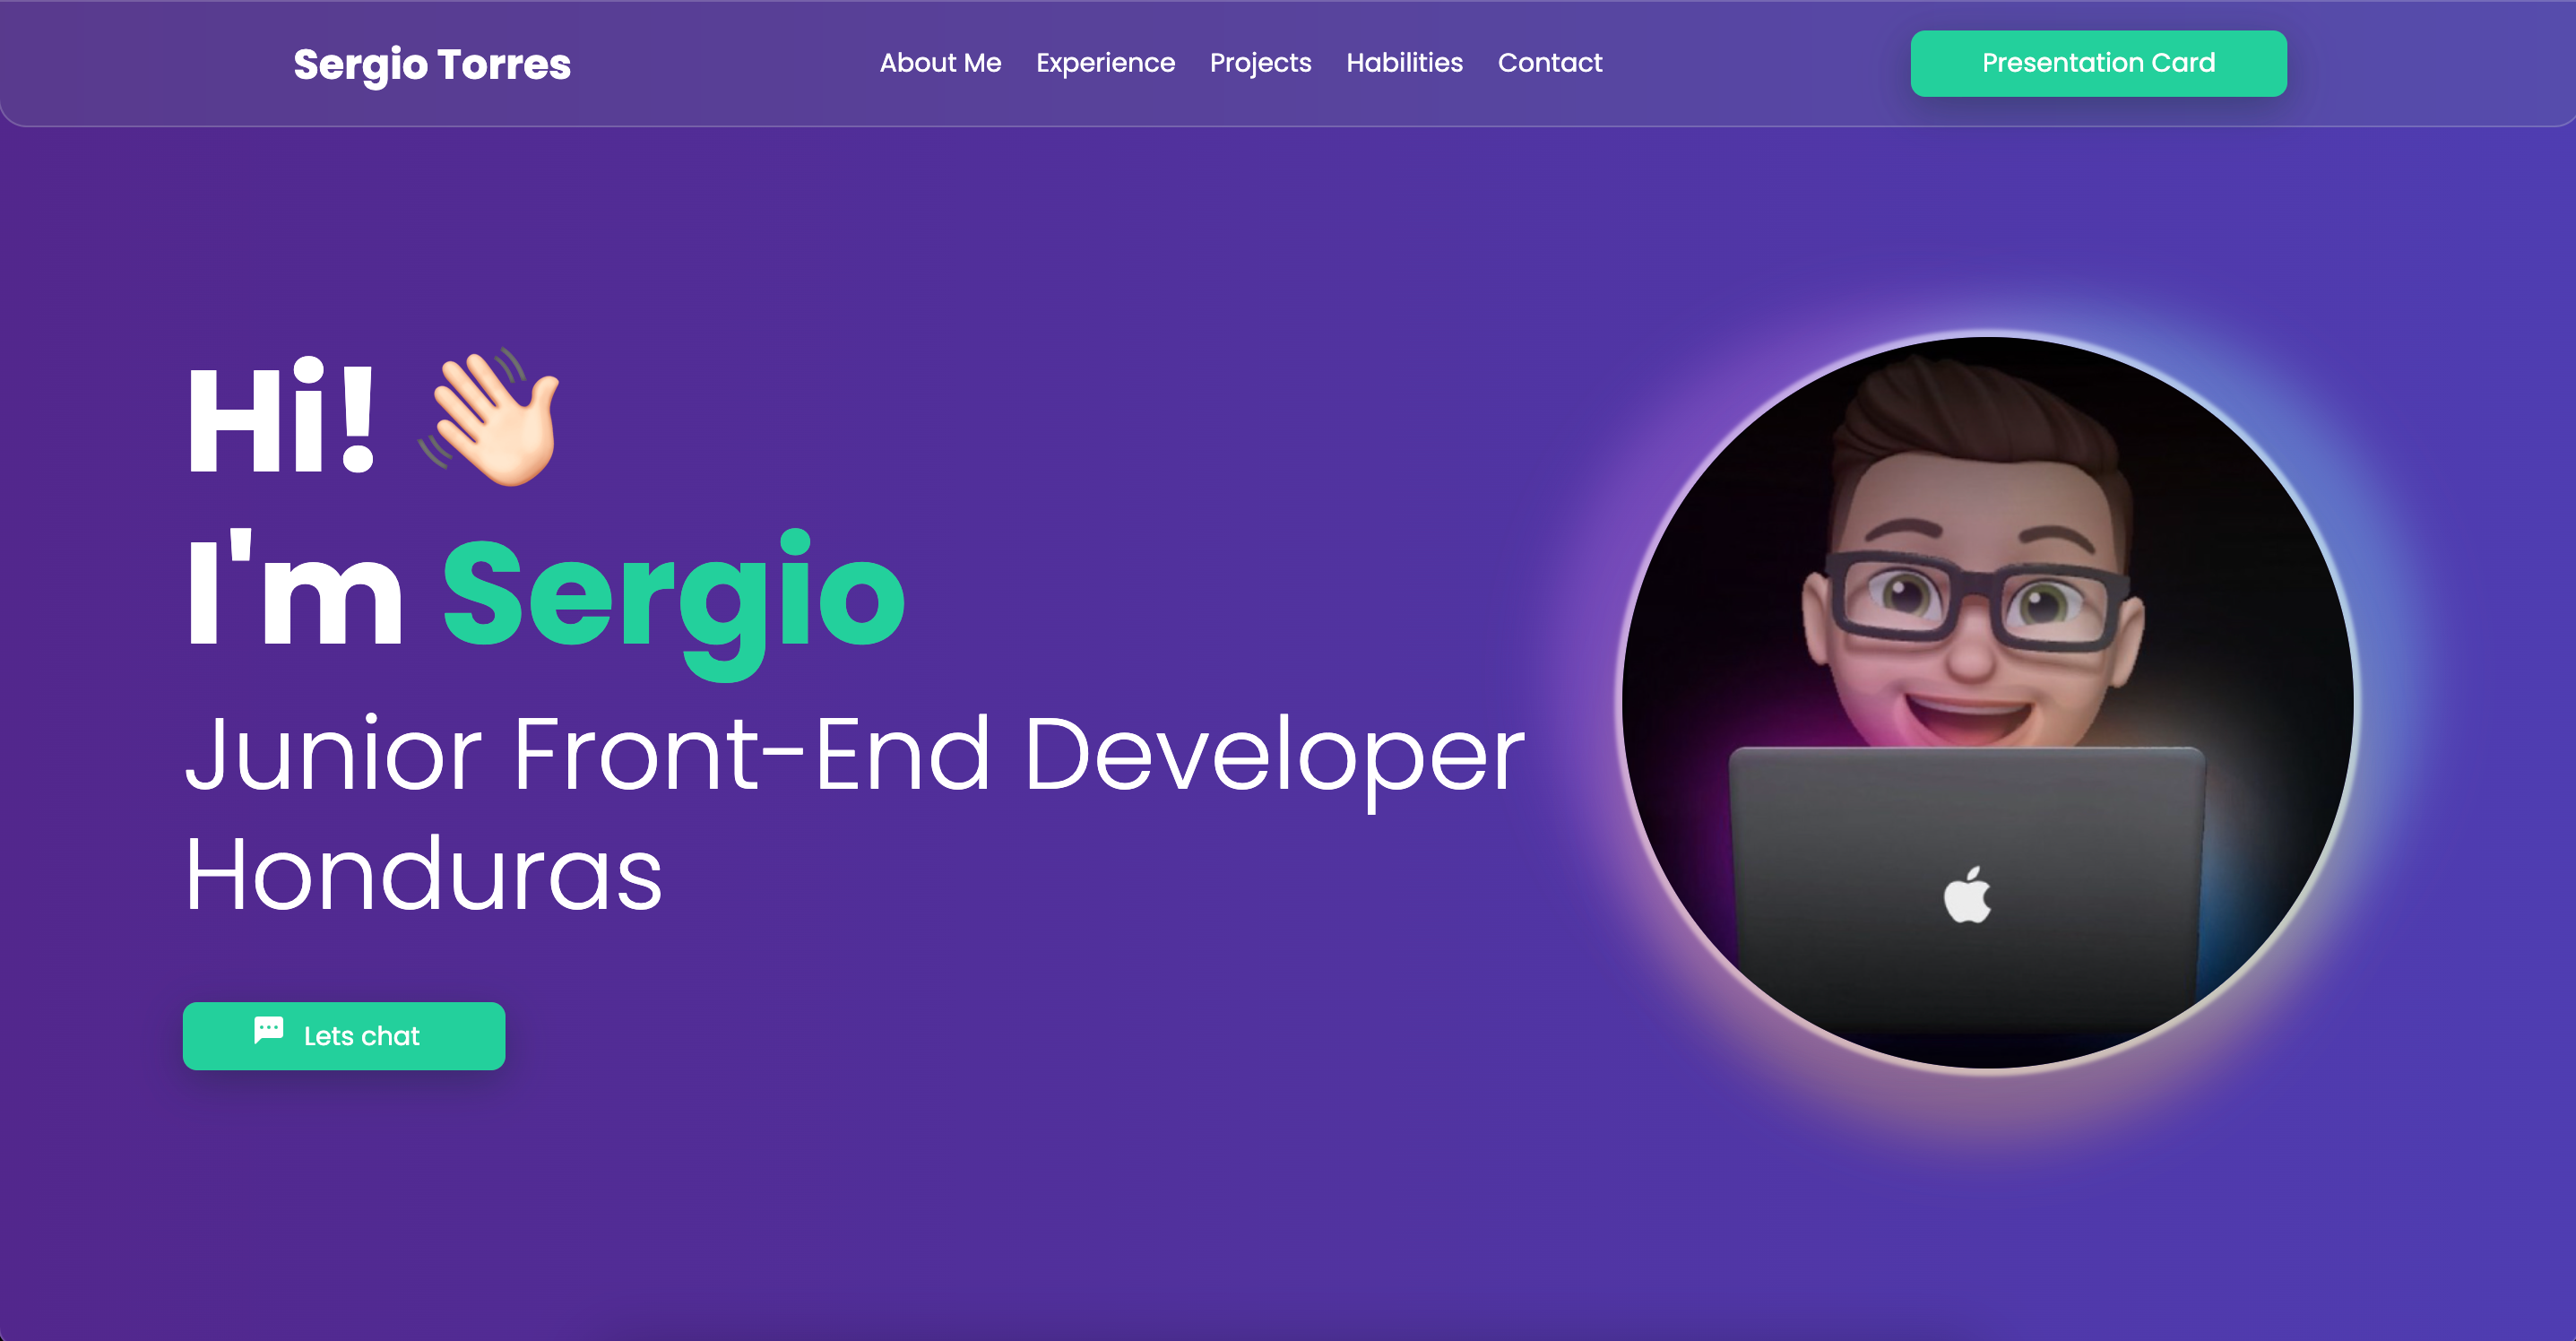 Sergio Torres
About Me Experience Projects Habilities Contact
Presentation Card
Hi! 👋🏻
I'm Sergio
Junior Front-End Developer
Honduras
Lets chat